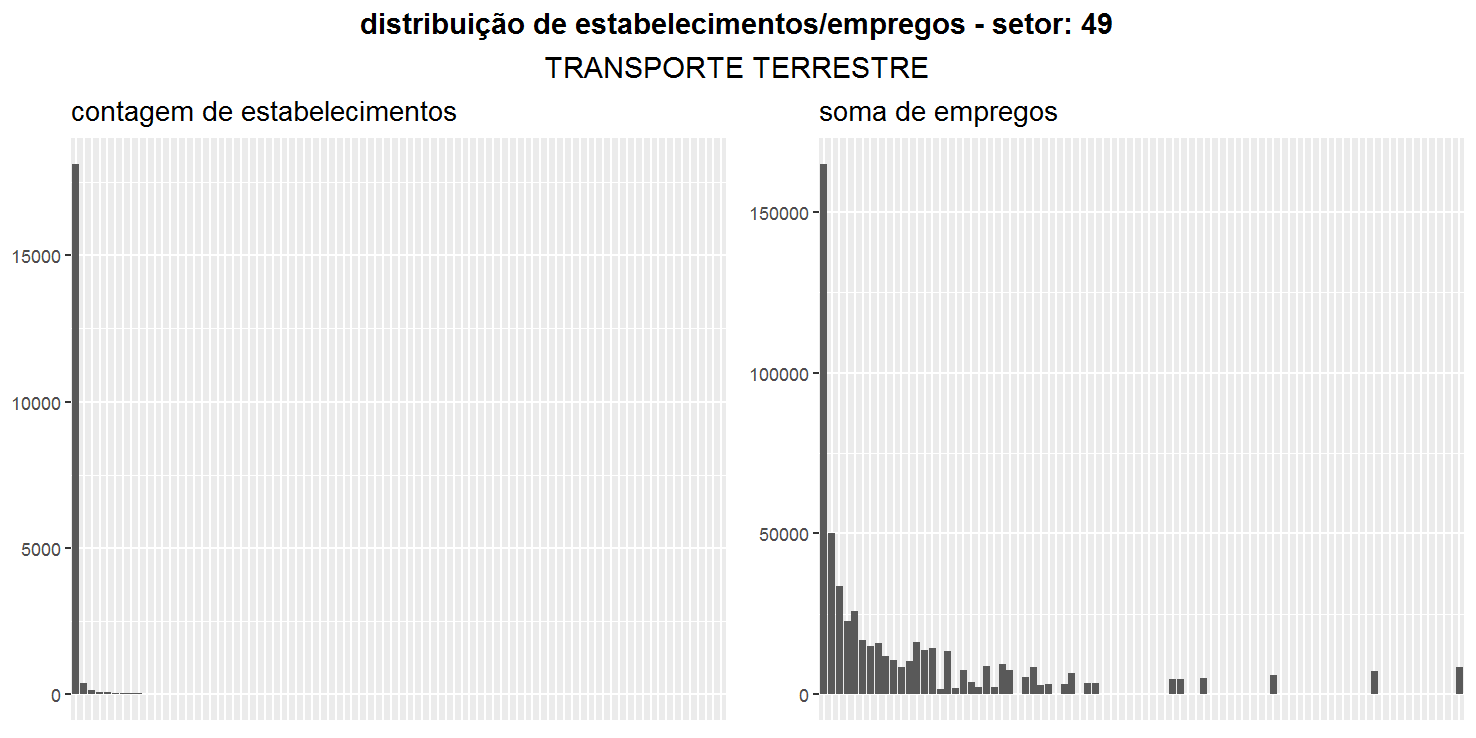 distribuição de estabelecimentos/empregos - setor: 49
TRANSPORTE TERRESTRE
contagem de estabelecimentos
15000
10000
5000
0
soma de empregos
150000
100000
50000
0